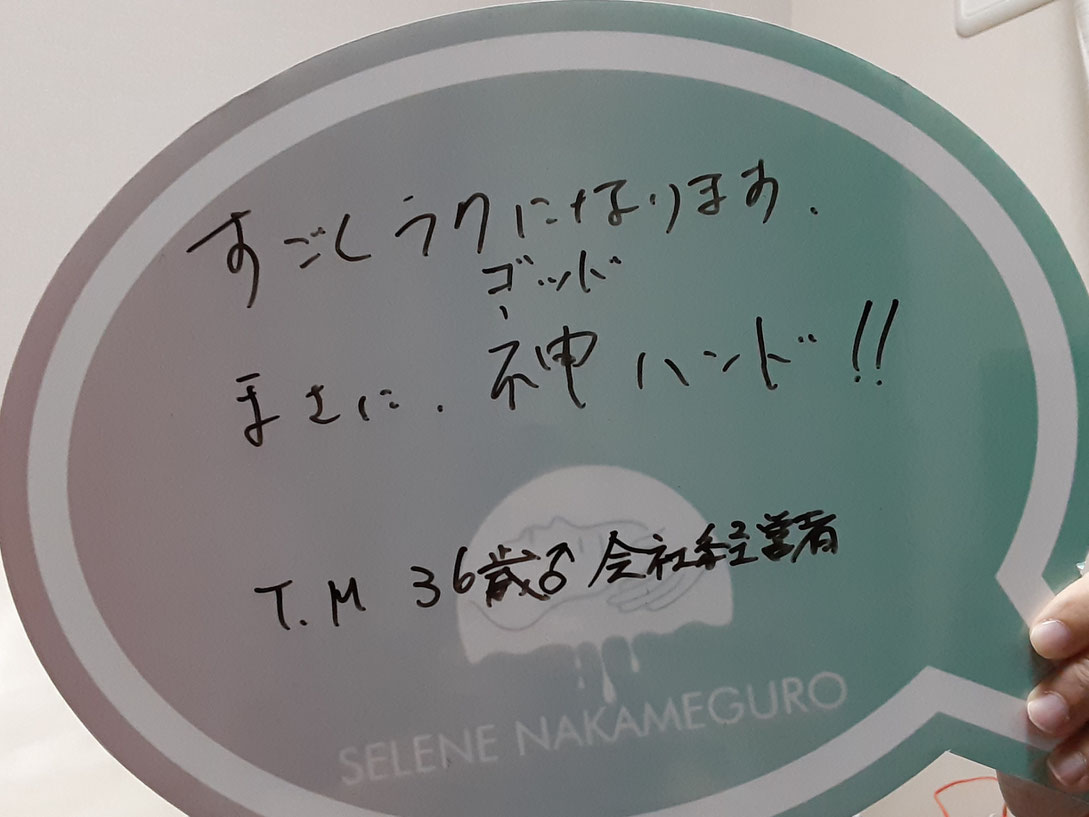 すごくラクになります.
ゴッド
まさに.神ハンド!!
T.M 36歳♂会社経営者
SELENE NAKAMEGURO